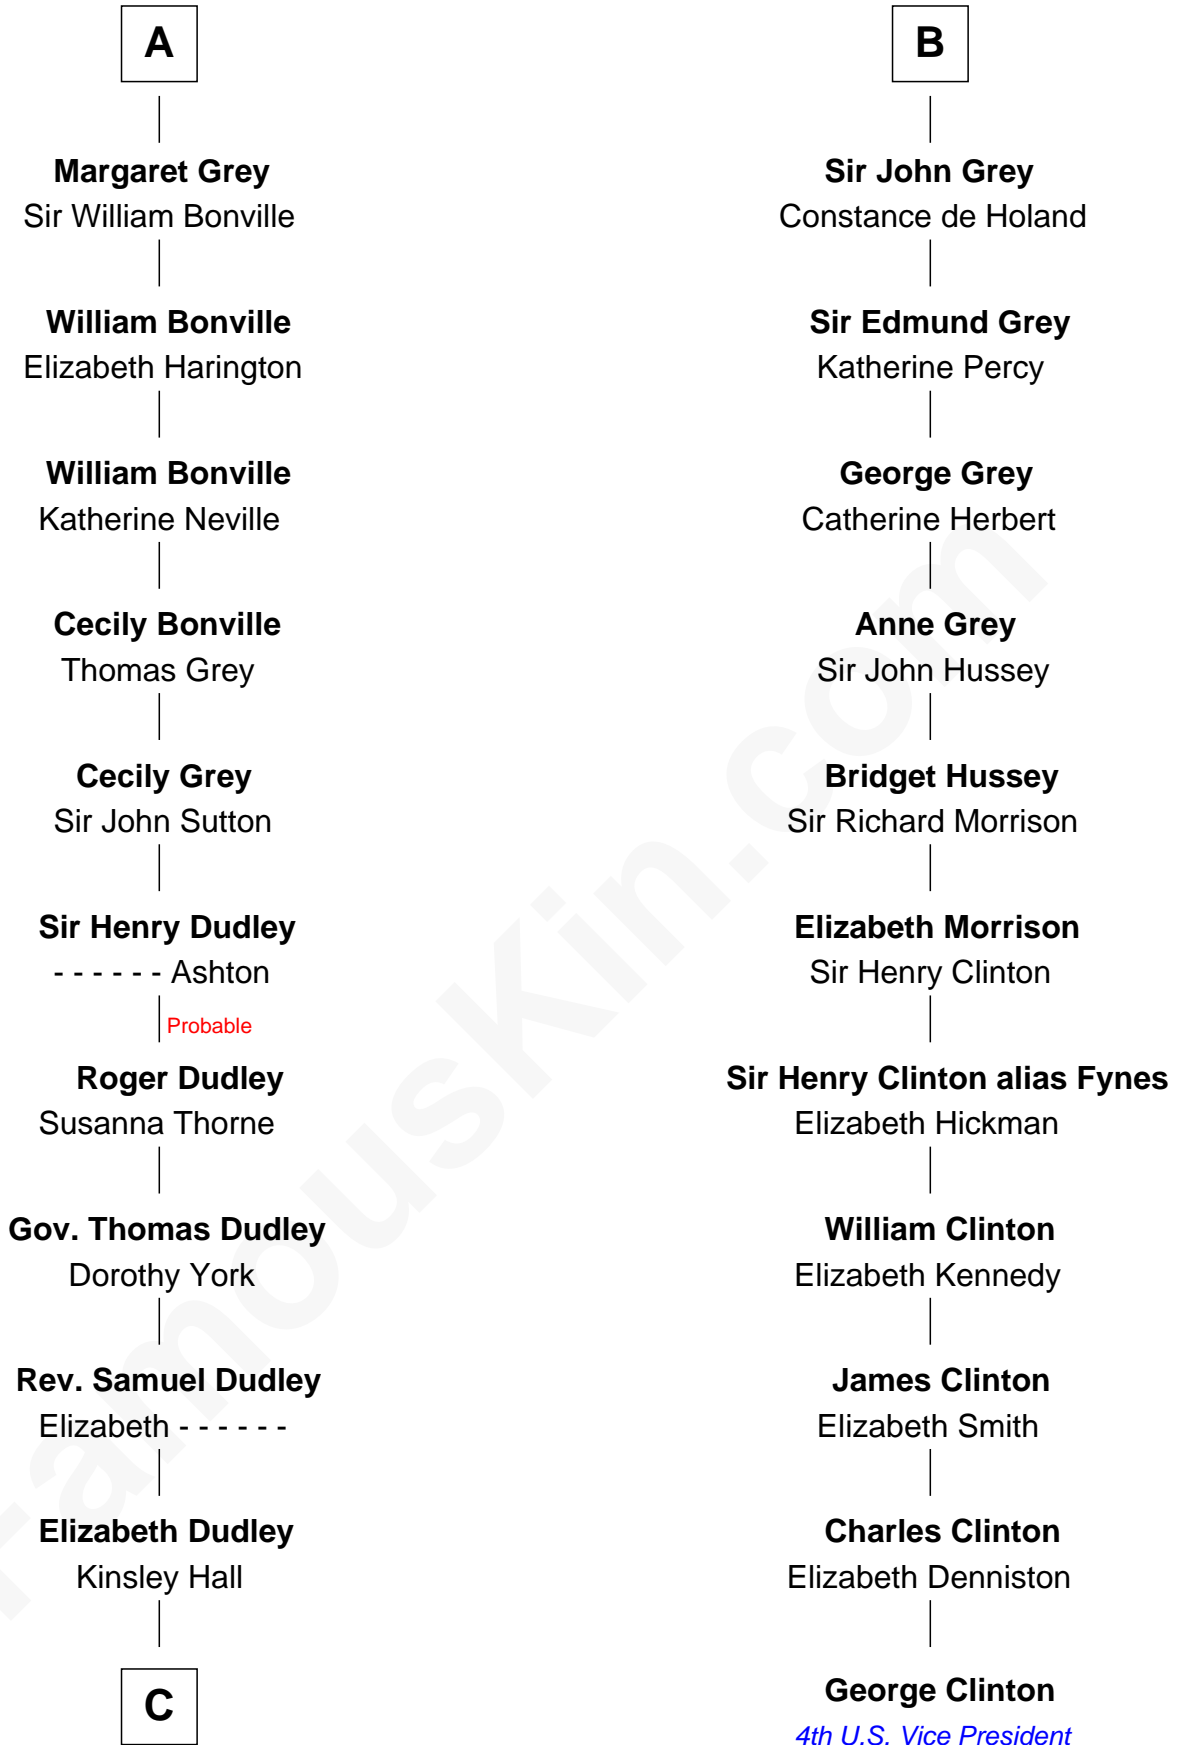 A
Margaret Grey
Sir William Bonville
William Bonville
Elizabeth Harington
William Bonville
Katherine Neville
Cecily Bonville
Thomas Grey
Cecily Grey
Sir John Sutton
Sir Henry Dudley
- - - - - - Ashton
Probable
Roger Dudley
Susanna Thorne
Gov. Thomas Dudley
Dorothy York
Rev. Samuel Dudley
Elizabeth - - - - - -
Elizabeth Dudley
Kinsley Hall
C
B
Sir John Grey
Constance de Holand
Sir Edmund Grey
Katherine Percy
George Grey
Catherine Herbert
Anne Grey
Sir John Hussey
Bridget Hussey
Sir Richard Morrison
Elizabeth Morrison
Sir Henry Clinton
Sir Henry Clinton alias Fynes
Elizabeth Hickman
William Clinton
Elizabeth Kennedy
James Clinton
Elizabeth Smith
Charles Clinton
Elizabeth Denniston
George Clinton
4th U.S. Vice President
FamousKin.com